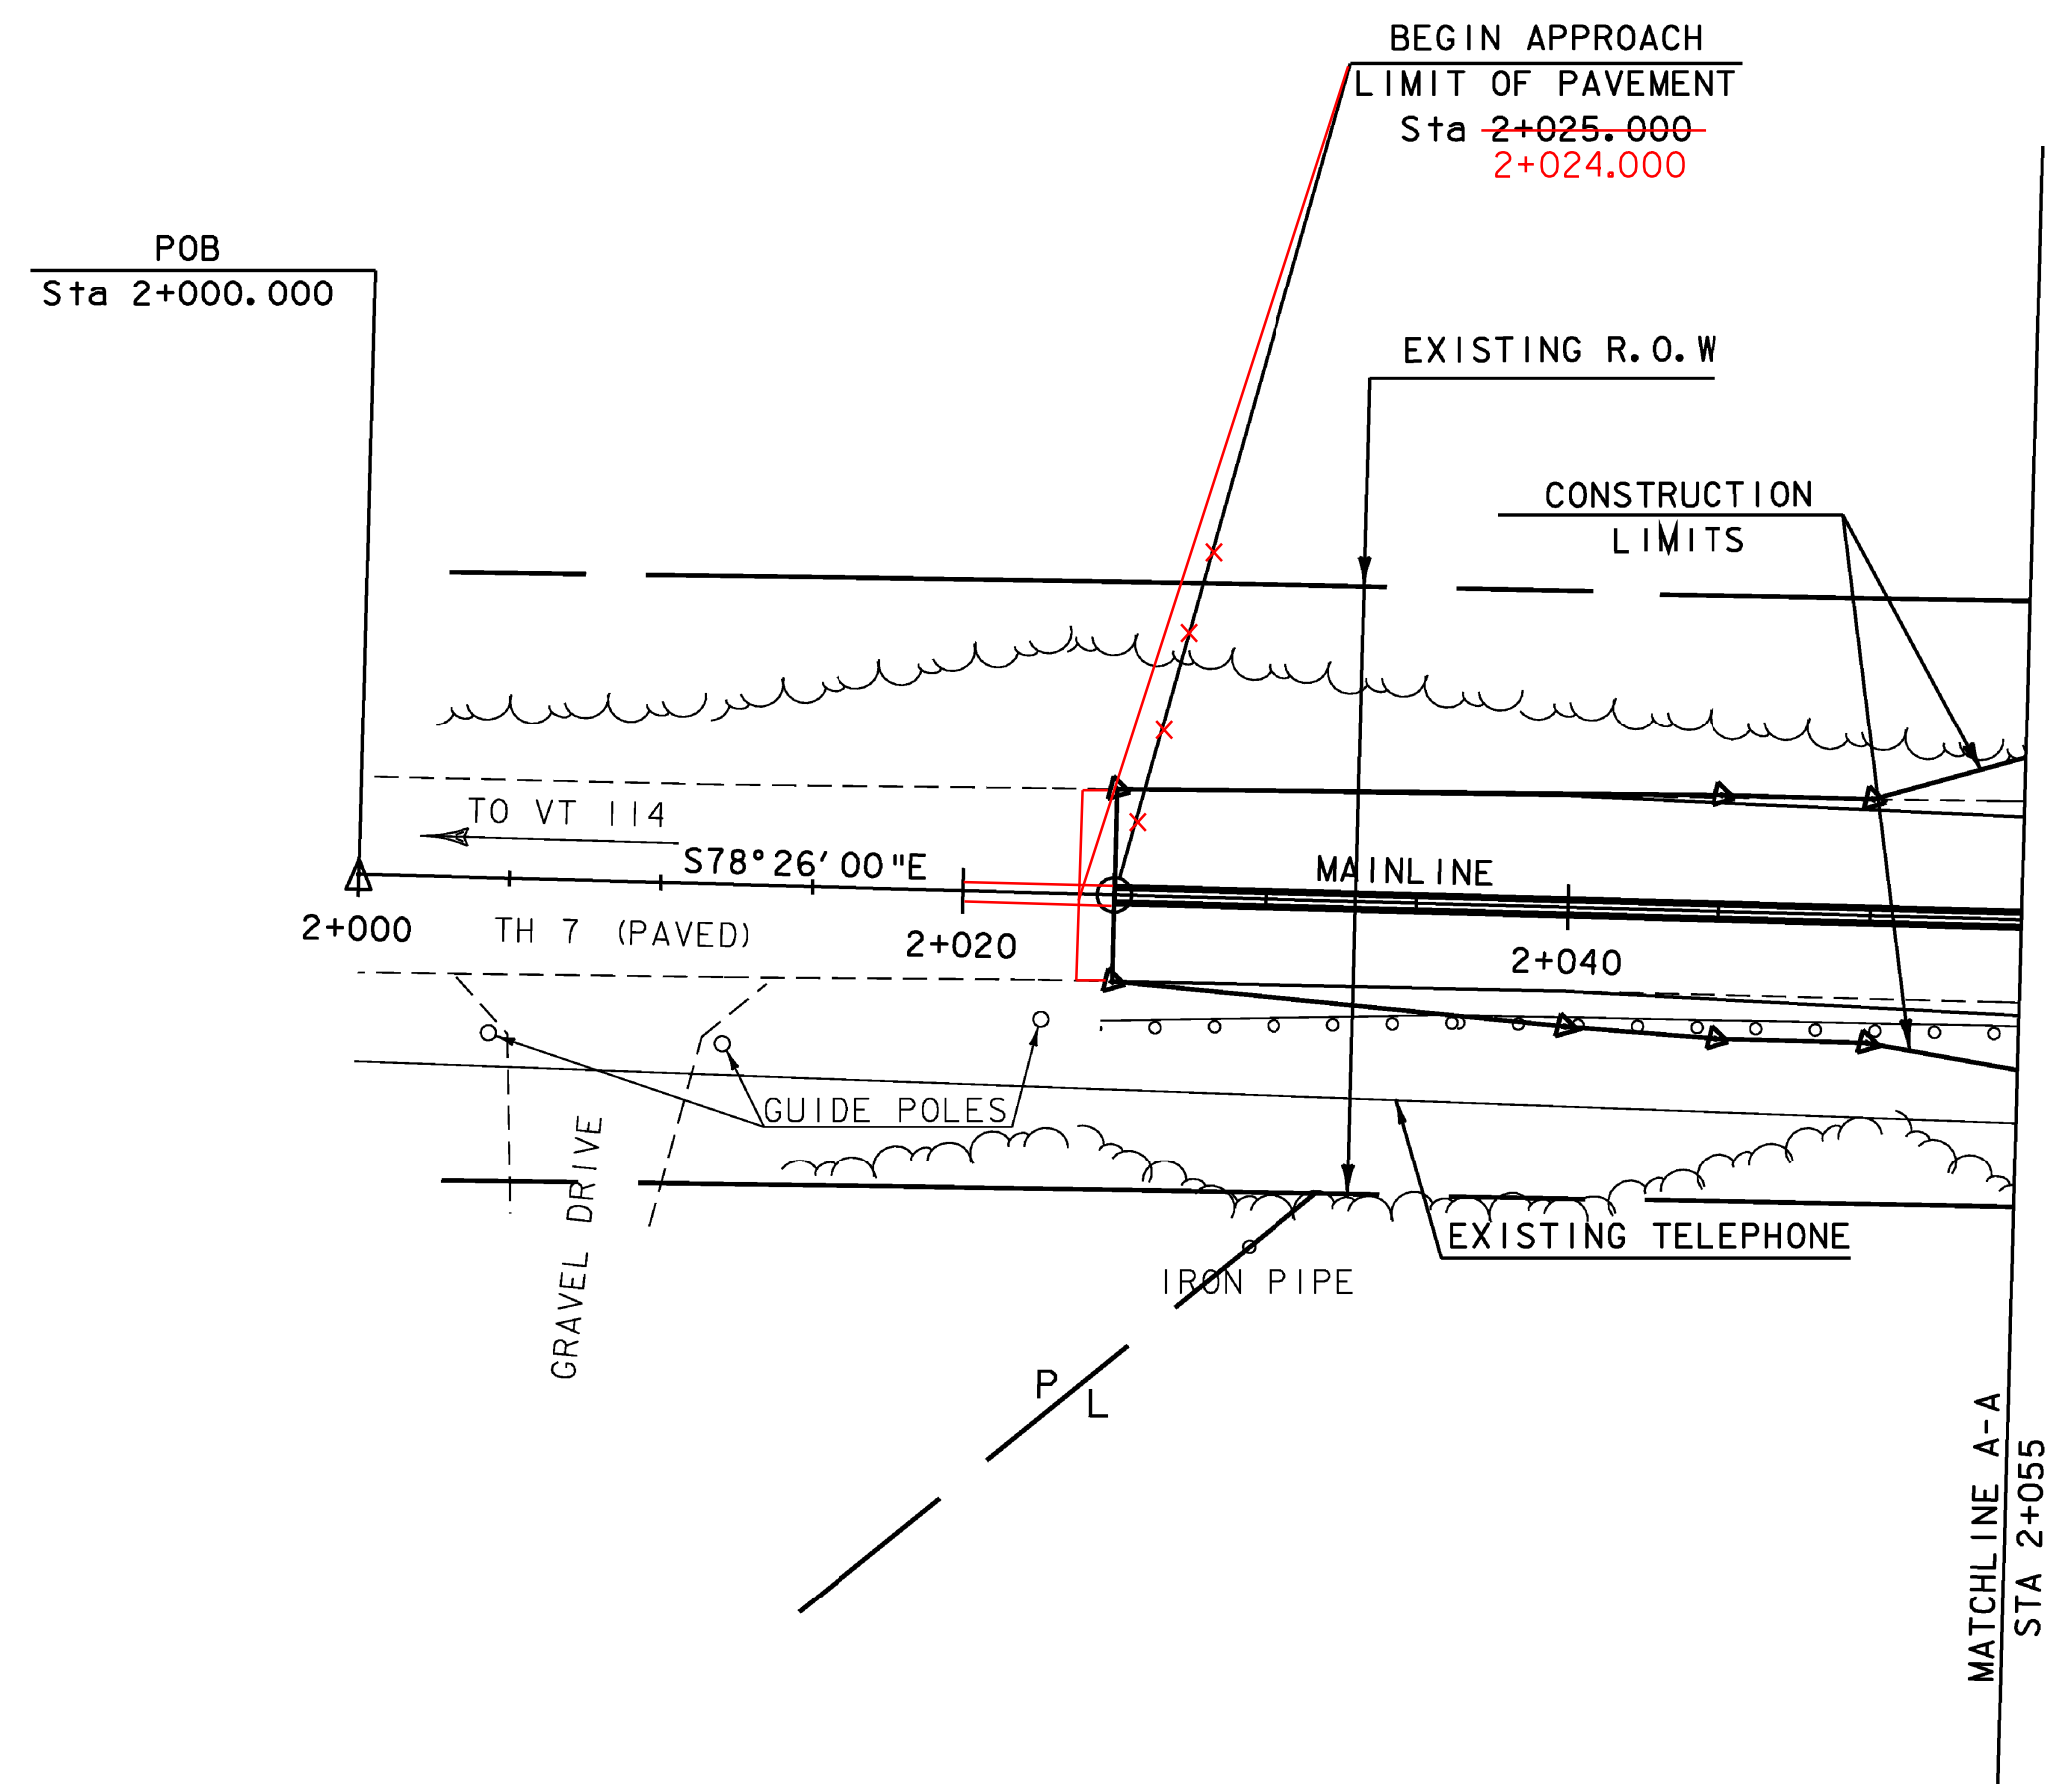 BEGIN APPROACH
LIMIT OF PAVEMENT
Sta 2+025.000
2+024.000
POB
Sta 2+000.000
EXISTING R.O.W
CONSTRUCTION
LIMITS
TO VT 114
S78°26'00"E
MAINLINE
2+000
TH 7 (PAVED)
2+020
2+040
GUIDE POLES
GRAVEL DRIVE
EXISTING TELEPHONE
IRON PIPE
P L
MATCHLINE A-A
STA 2+055